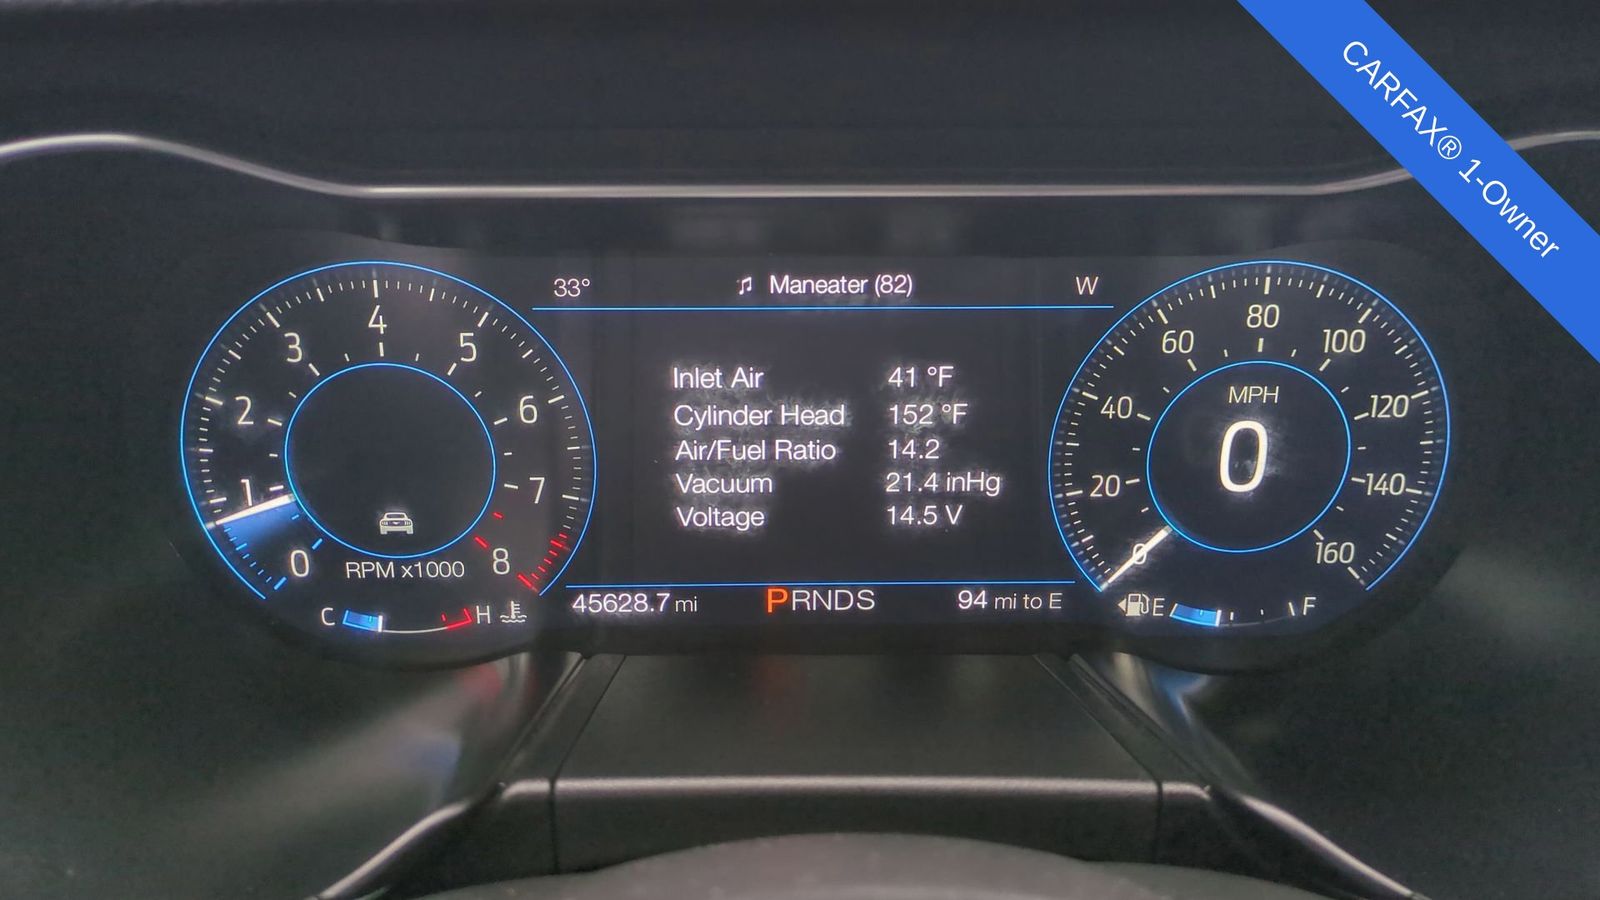 CARFAX® 1-Owner
33° Maneater (82) W
Inlet Air 41 °F
Cylinder Head 152 °F
Air/Fuel Ratio 14.2
Vacuum 21.4 inHg
Voltage 14.5 V
45628.7 mi PRNDS 94 mi to E
0 1 2 3 4 5 6 7 8
RPM x1000
C H
0 20 40 60 80 100 120 140 160
MPH
0
E F